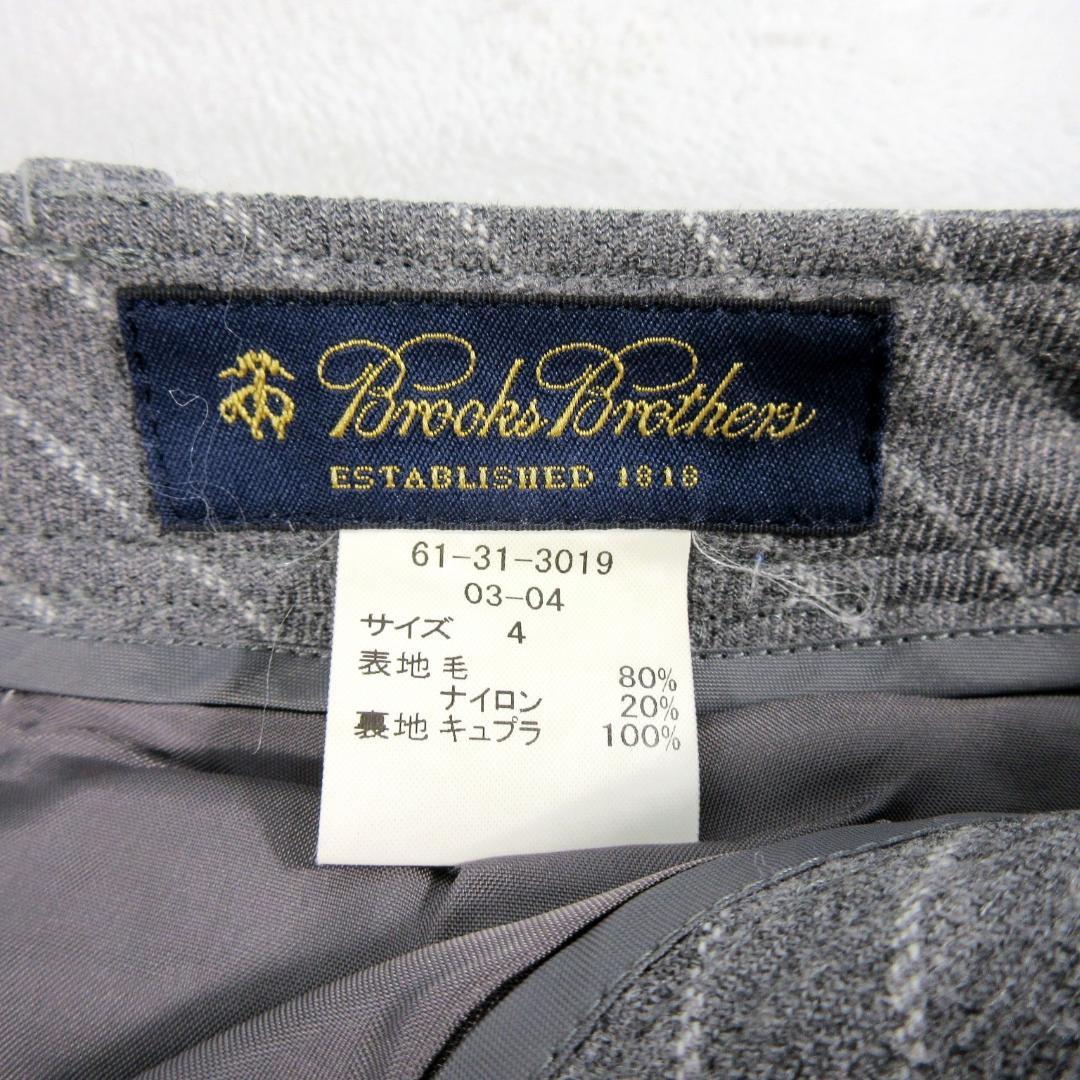 Brooks Brothers
ESTABLISHED 1818
61-31-3019
03-04
サイズ 4
表地 毛 80%
ナイロン 20%
裏地 キュプラ 100%